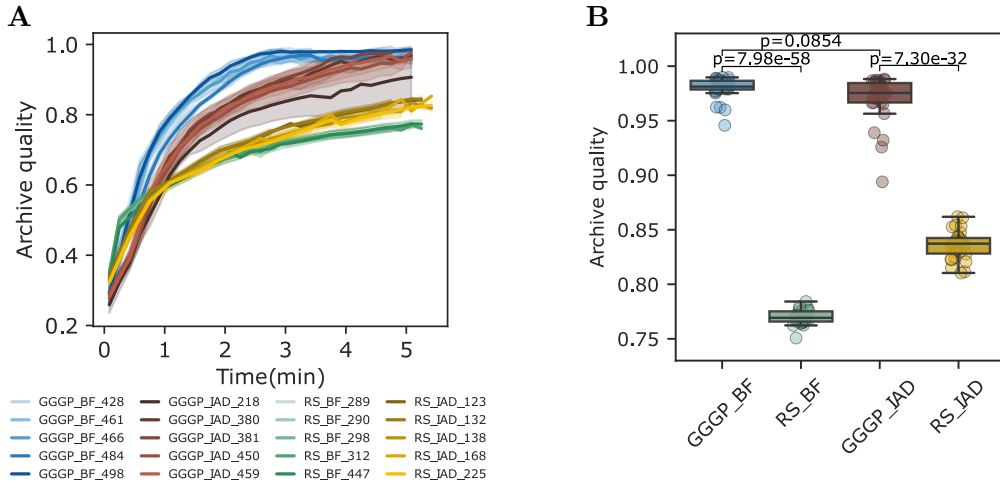 A
1.0
0.8
0.6
0.4
0.2
Archive quality
0 1 2 3 4 5
Time(min)
GGGP_BF_428 GGGP_IAD_218 RS_BF_289 RS_IAD_123
GGGP_BF_461 GGGP_IAD_380 RS_BF_290 RS_IAD_132
GGGP_BF_466 GGGP_IAD_381 RS_BF_298 RS_IAD_138
GGGP_BF_484 GGGP_IAD_450 RS_BF_312 RS_IAD_168
GGGP_BF_498 GGGP_IAD_459 RS_BF_447 RS_IAD_225
B
p=0.0854
p=7.98e-58 p=7.30e-32
1.00
0.95
0.90
0.85
0.80
0.75
Archive quality
GGGP_BF RS_BF GGGP_IAD RS_IAD